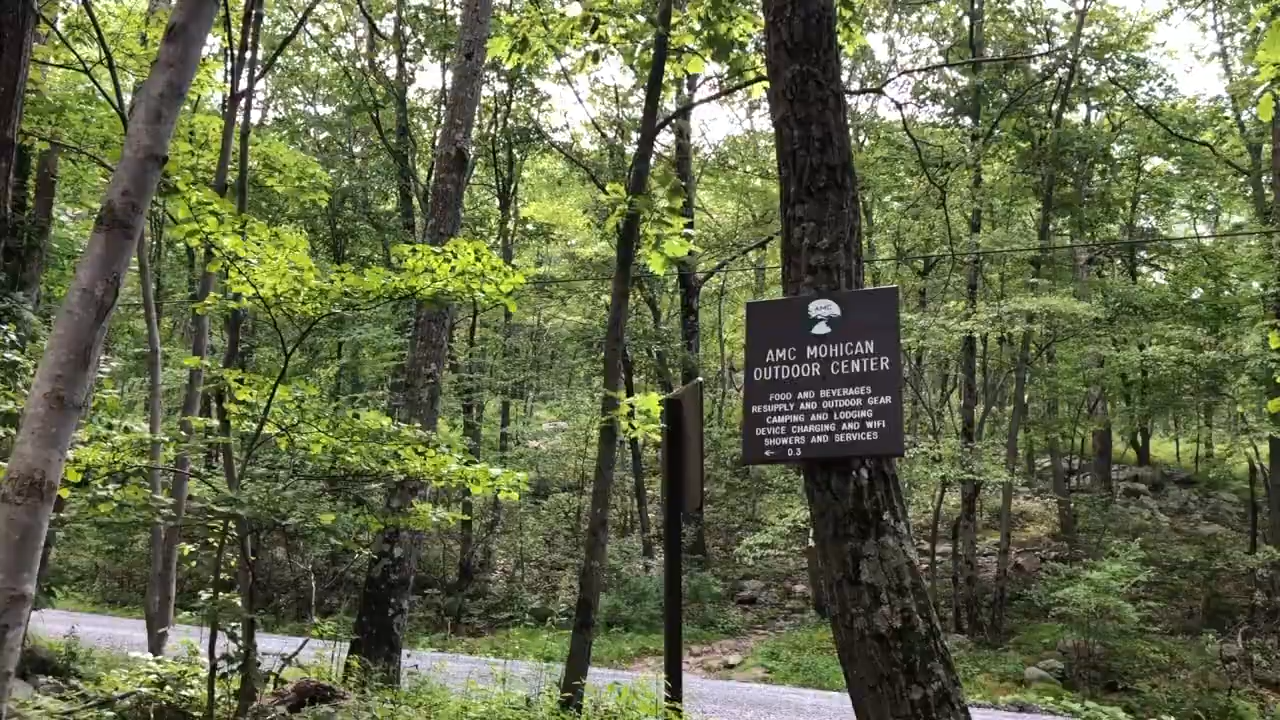 AMC
AMC MOHICAN
OUTDOOR CENTER
FOOD AND BEVERAGES
RESUPPLY AND OUTDOOR GEAR
CAMPING AND LODGING
DEVICE CHARGING AND WIFI
SHOWERS AND SERVICES
← 0.3